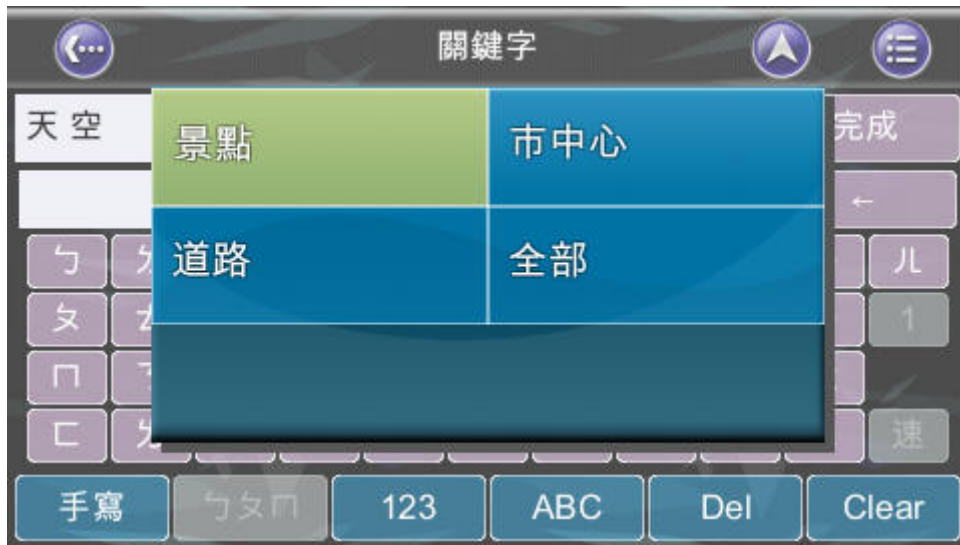 關鍵字
天空
完成
景點 市中心
←
道路 全部
ㄅ ㄦ
ㄆ 1
ㄇ
ㄈ 速
手寫 ㄅㄆㄇ 123 ABC Del Clear